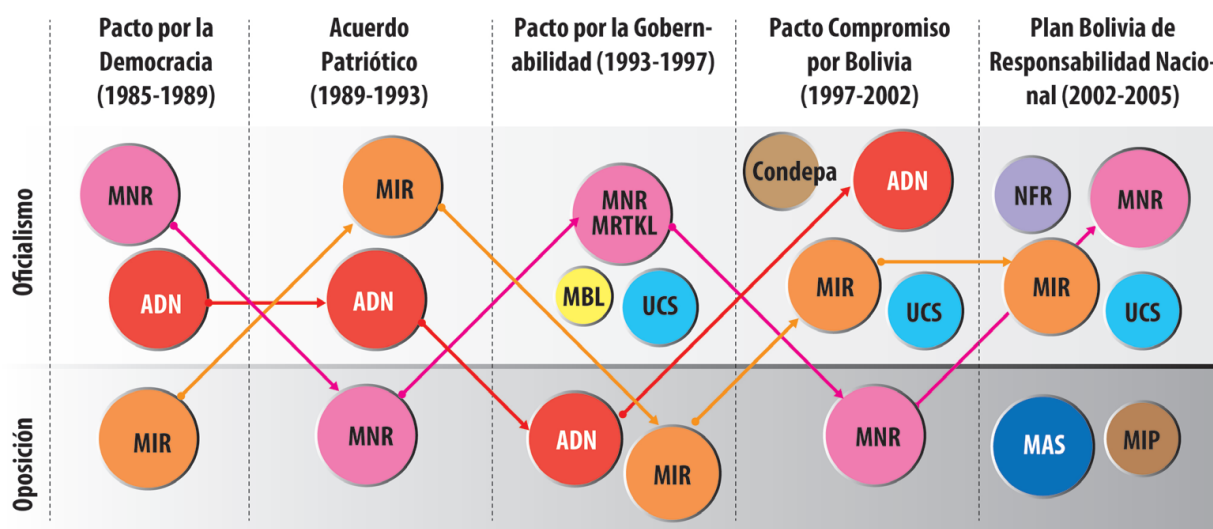 Pacto por la
Democracia
(1985-1989)
Acuerdo
Patriótico
(1989-1993)
Pacto por la Gobern-
abilidad (1993-1997)
Pacto Compromiso
por Bolivia
(1997-2002)
Plan Bolivia de
Responsabilidad Nacio-
nal (2002-2005)
Oficialismo
MNR
ADN
MIR
ADN
MNR
MRTKL
MBL
UCS
Condepa
ADN
MIR
UCS
NFR
MNR
MIR
UCS
Oposición
MIR
MNR
ADN
MIR
MNR
MAS
MIP